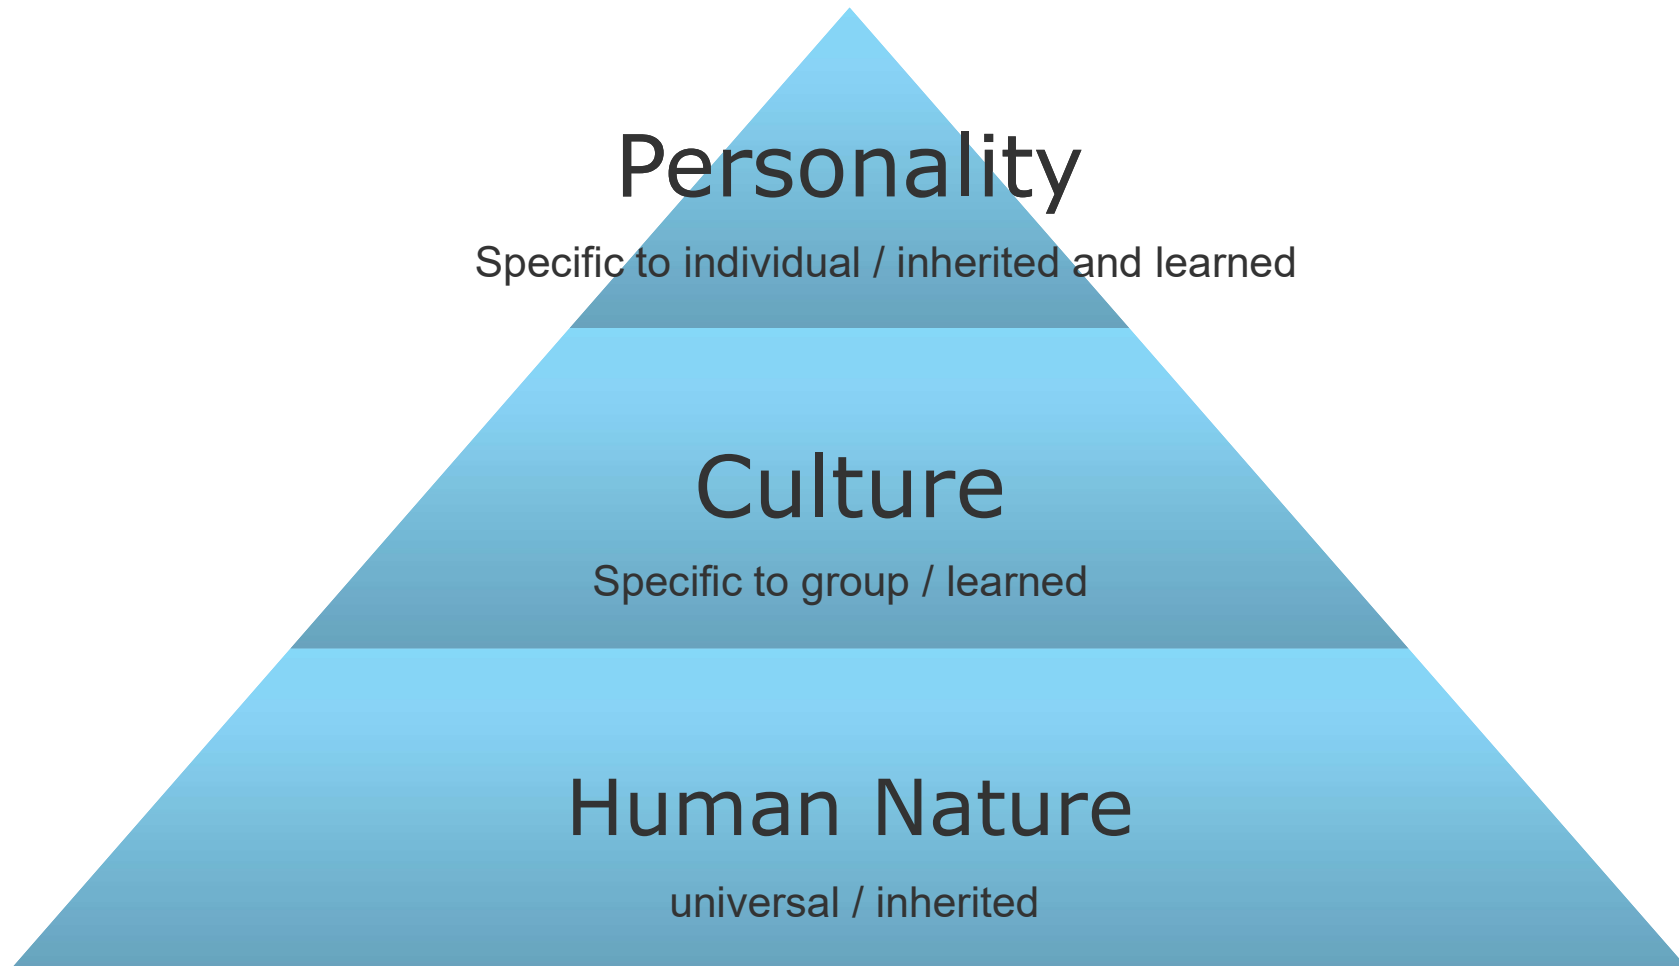 Personality
Specific to individual / inherited and learned
Culture
Specific to group / learned
Human Nature
universal / inherited